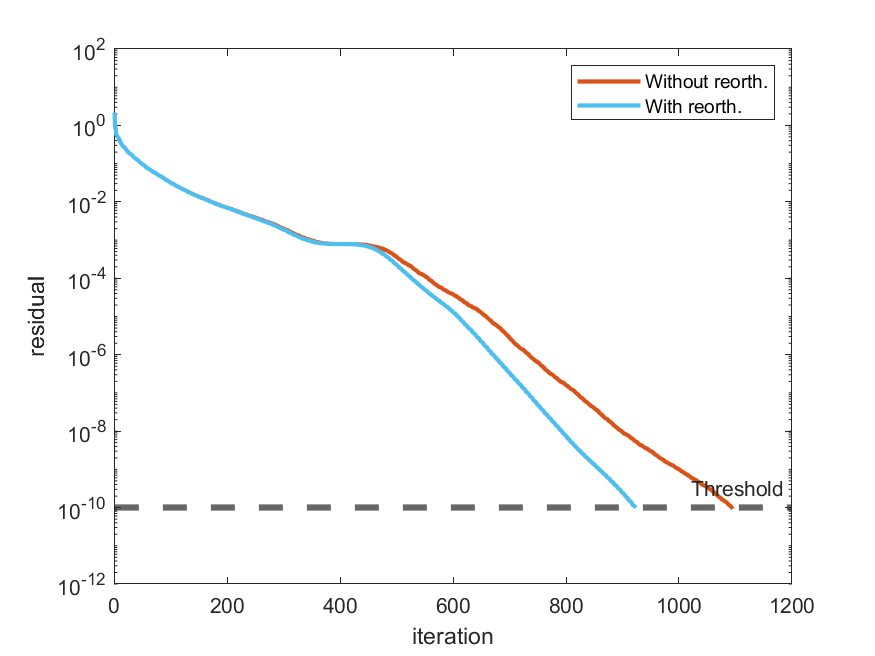 10^2
Without reorth.
With reorth.
10^0
10^-2
10^-4
residual
10^-6
10^-8
Threshold
10^-10
10^-12
0 200 400 600 800 1000 1200
iteration